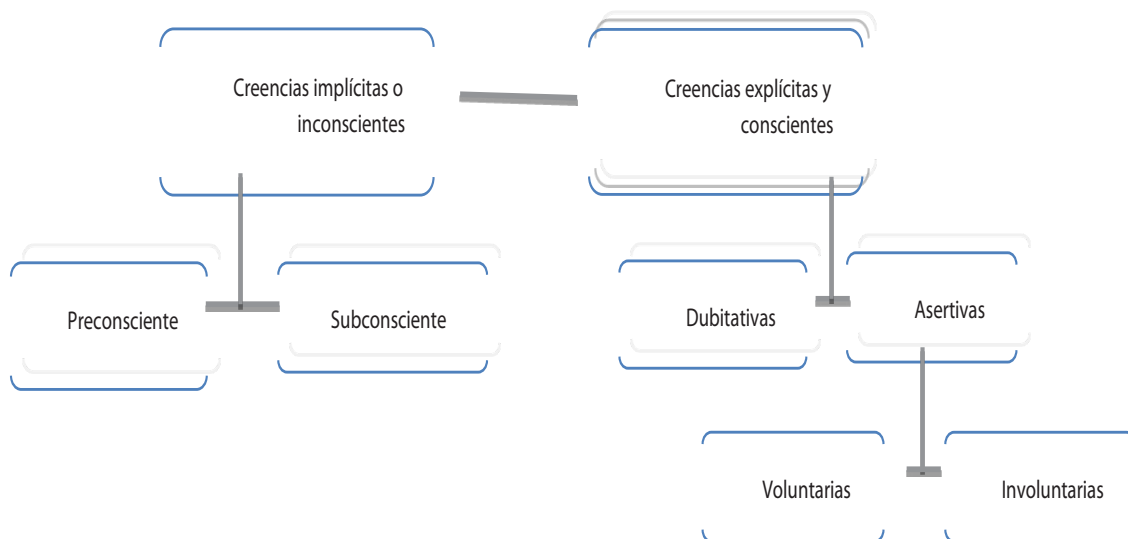 Creencias implícitas o
inconscientes
Creencias explícitas y
conscientes
Preconsciente
Subconsciente
Dubitativas
Asertivas
Voluntarias
Involuntarias